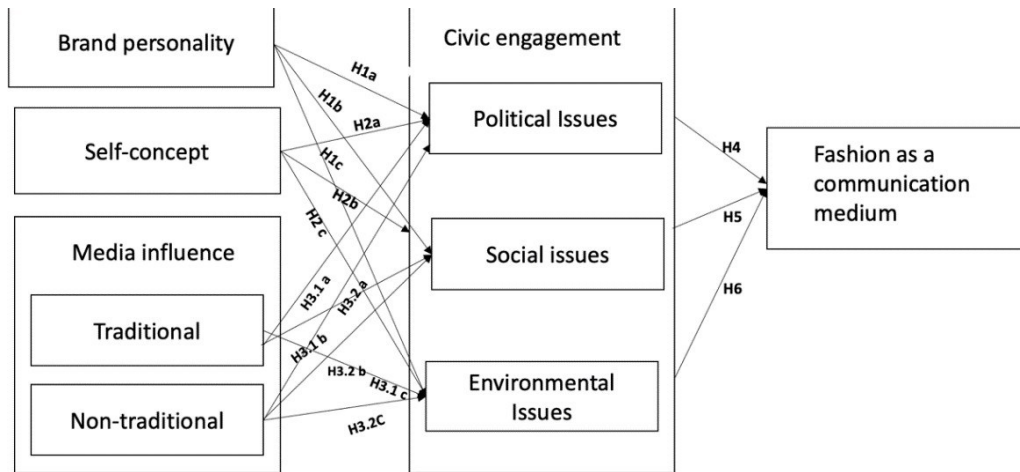 Brand personality
Civic engagement
H1a
H1b
Political Issues
H2a
H4
Self-concept
H1c
Fashion as a
communication
medium
H2b
H2 c
H5
Media influence
Social issues
H3.1 a
H3.2 a
H6
Traditional
H3.1 b
H3.2 b
H3.1 c
Environmental
Issues
Non-traditional
H3.2C